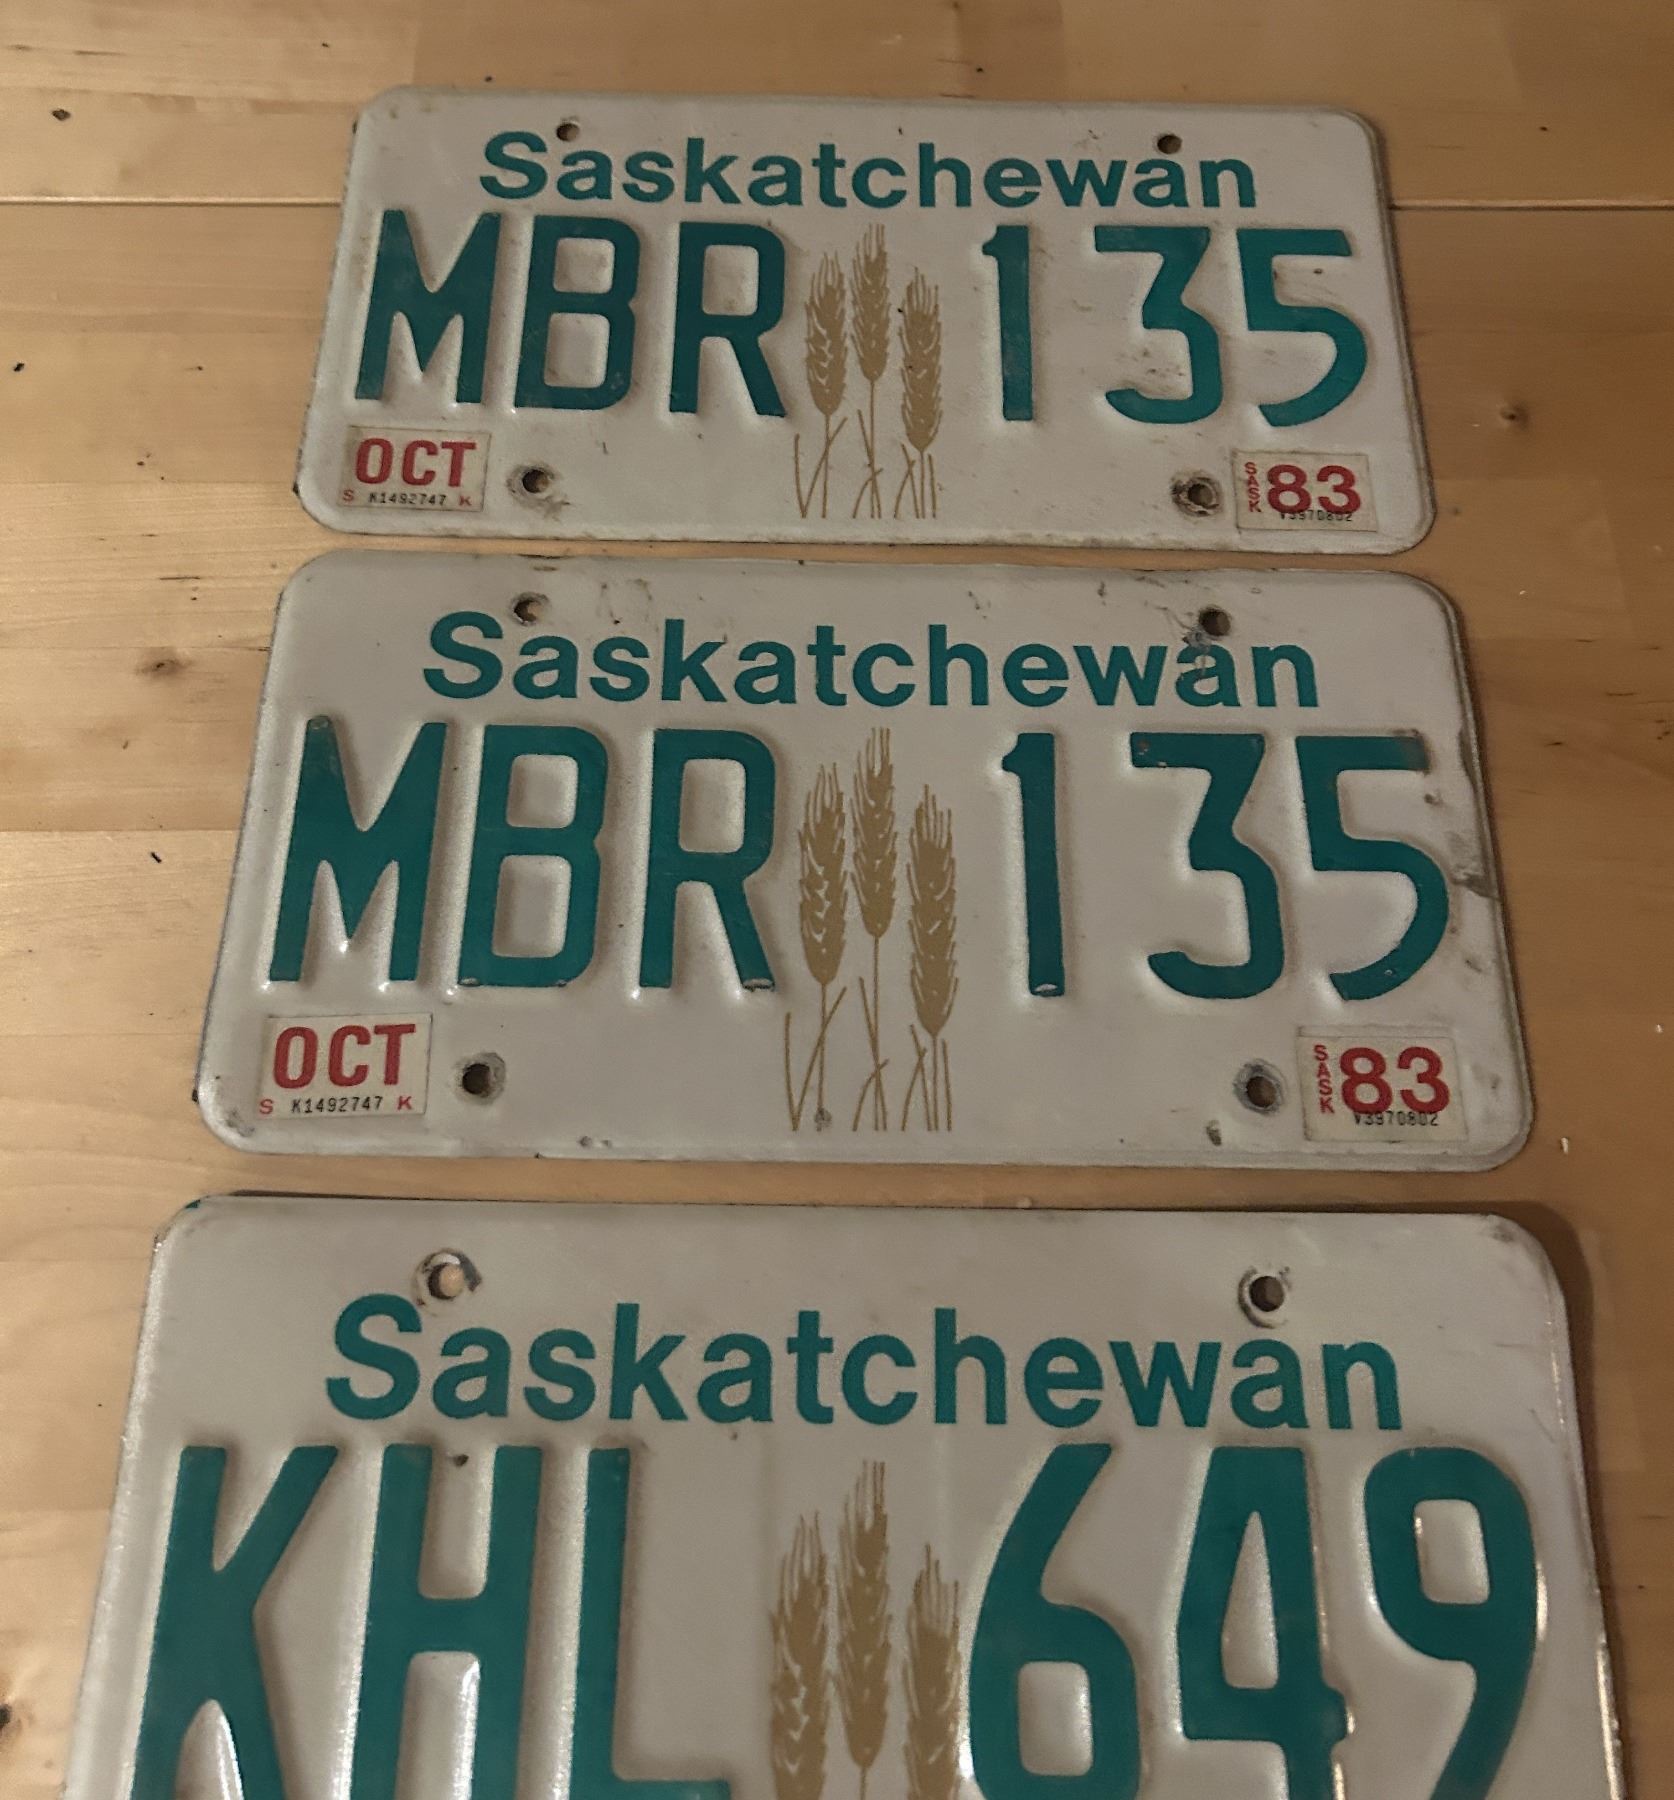 Saskatchewan
MBR 135
OCT
S K1492747 K
SASK 83
V3970802
Saskatchewan
MBR 135
OCT
S K1492747 K
SASK 83
V3970802
Saskatchewan
KHL 649